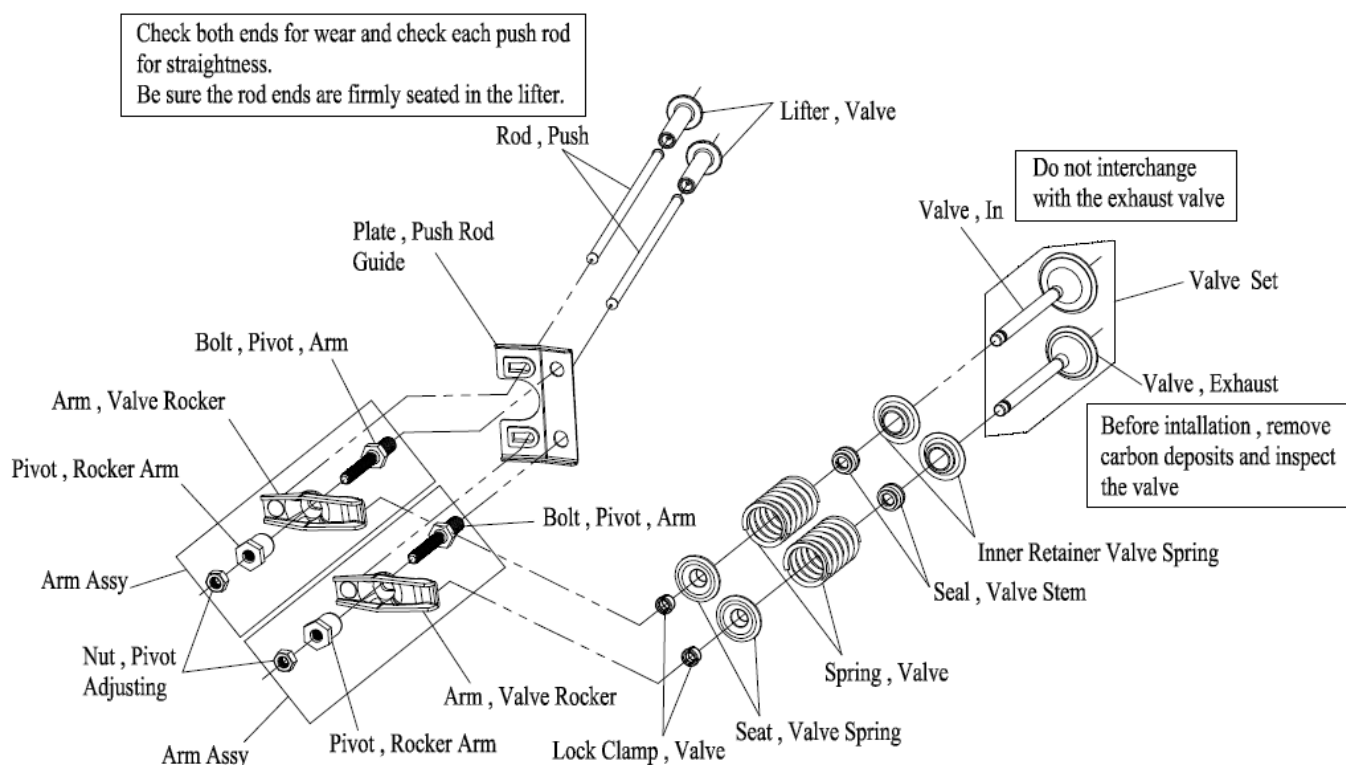 Check both ends for wear and check each push rod
for straightness.
Be sure the rod ends are firmly seated in the lifter.
Lifter , Valve
Rod , Push
Do not interchange
with the exhaust valve
Valve , In
Plate , Push Rod
Guide
Valve Set
Bolt , Pivot , Arm
Valve , Exhaust
Arm , Valve Rocker
Before intallation , remove
carbon deposits and inspect
the valve
Pivot , Rocker Arm
Bolt , Pivot , Arm
Inner Retainer Valve Spring
Arm Assy
Seal , Valve Stem
Nut , Pivot
Adjusting
Spring , Valve
Arm , Valve Rocker
Seat , Valve Spring
Pivot , Rocker Arm
Lock Clamp , Valve
Arm Assy